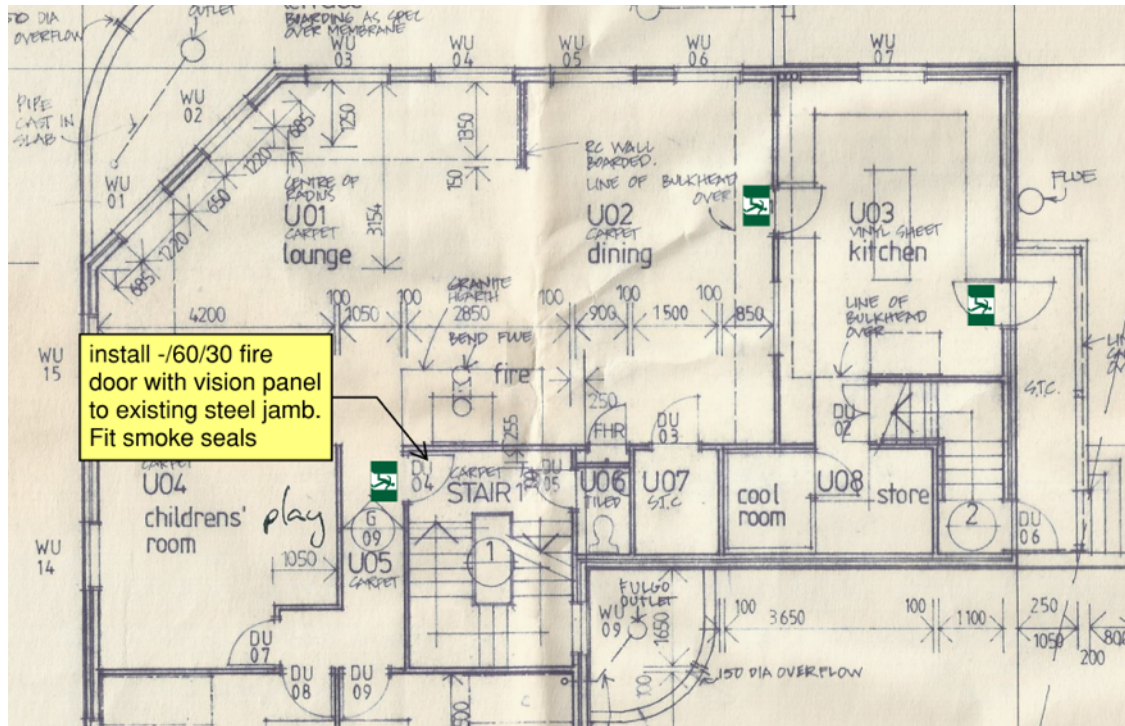 150 DIA
OVERFLOW
OUTLET
BOARDING AS SPEC
OVER MEMBRANE
WU
03
WU
04
WU
05
WU
06
WU
07
PIPE
CAST IN
SLAB
WU
02
WU
01
685
1220
650
1220
685
1250
1350
150
3154
CENTRE OF
RADIUS
U01
CARPET
lounge
RC WALL
BOARDED.
LINE OF BULKHEAD
OVER
U02
CARPET
dining
U03
VINYL SHEET
kitchen
FLUE
GRANITE
HEARTH
BEND FLUE
fire
4200
100
1050
100
2850
100
900
100
1500
100
850
LINE OF
BULKHEAD
OVER
S.I.C.
WU
15
install -/60/30 fire
door with vision panel
to existing steel jamb.
Fit smoke seals
250
255
FHR
DU
03
DU
02
CARPET
U04
childrens' play
room
DU
04
CARPET
STAIR 1
DU
05
U06
TILED
U07
S.I.C
cool
room
U08
store
G
09
U05
CARPET
1
2
DU
06
WU
14
1050
DU
07
DU
08
DU
09
FULGO
OUTLET
WU
09
1650
100
100
3650
100
1100
250
1050
200
800
150 DIA OVERFLOW